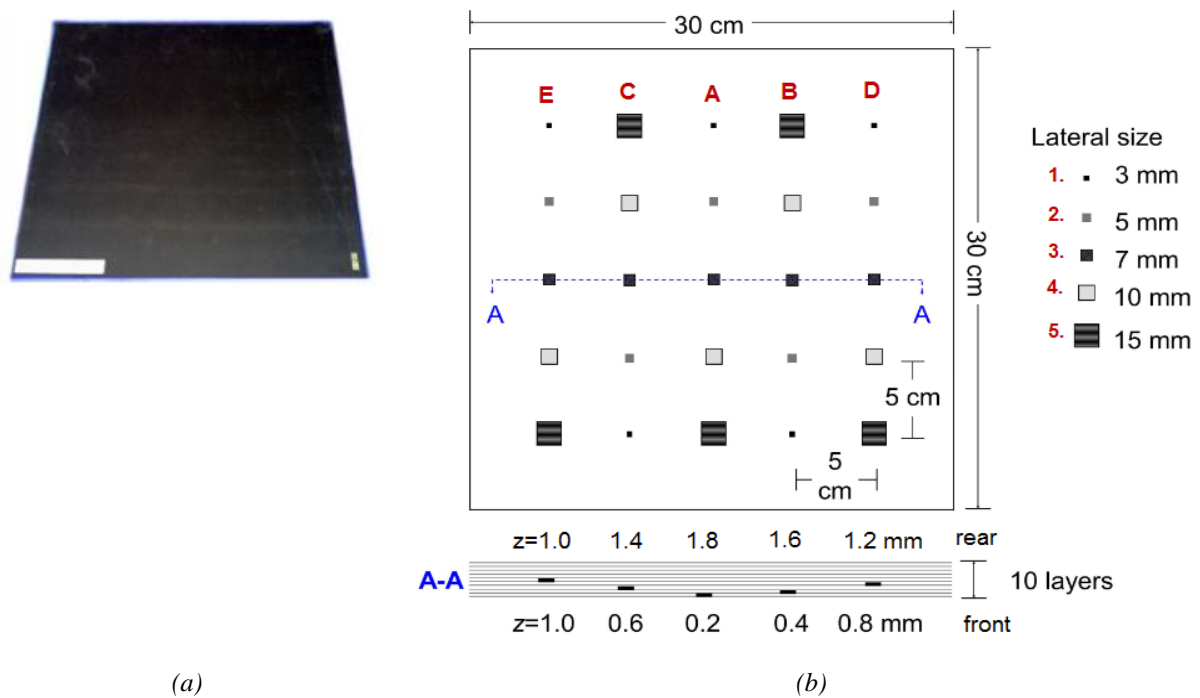 30 cm
E C A B D
Lateral size
1. 3 mm
2. 5 mm
3. 7 mm
4. 10 mm
5. 15 mm
30 cm
A A
5 cm
5
cm
z=1.0 1.4 1.8 1.6 1.2 mm rear
A-A 10 layers
z=1.0 0.6 0.2 0.4 0.8 mm front
(a) (b)